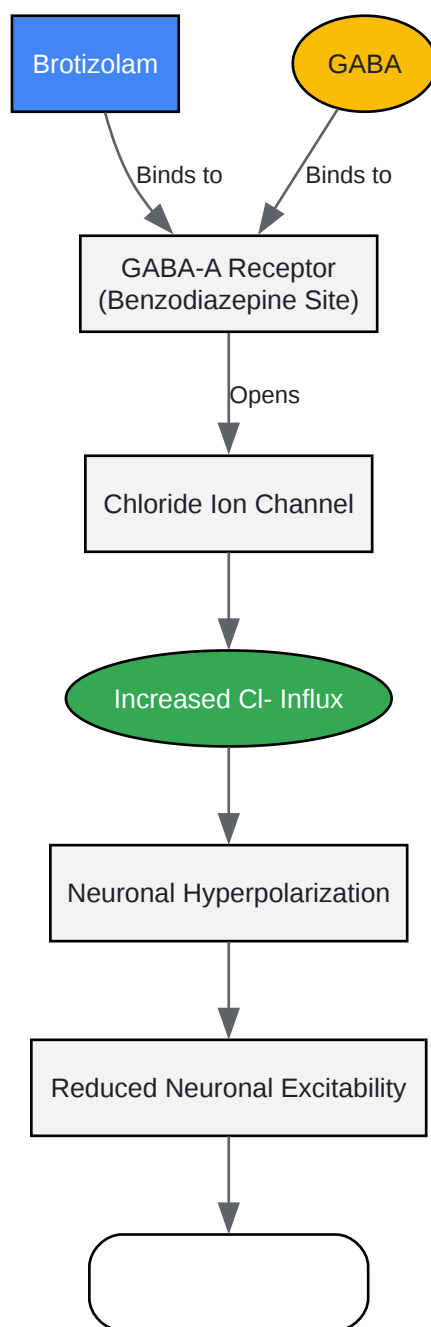 Brotizolam
GABA
Binds to
Binds to
GABA-A Receptor
(Benzodiazepine Site)
Opens
Chloride Ion Channel
Increased Cl- Influx
Neuronal Hyperpolarization
Reduced Neuronal Excitability